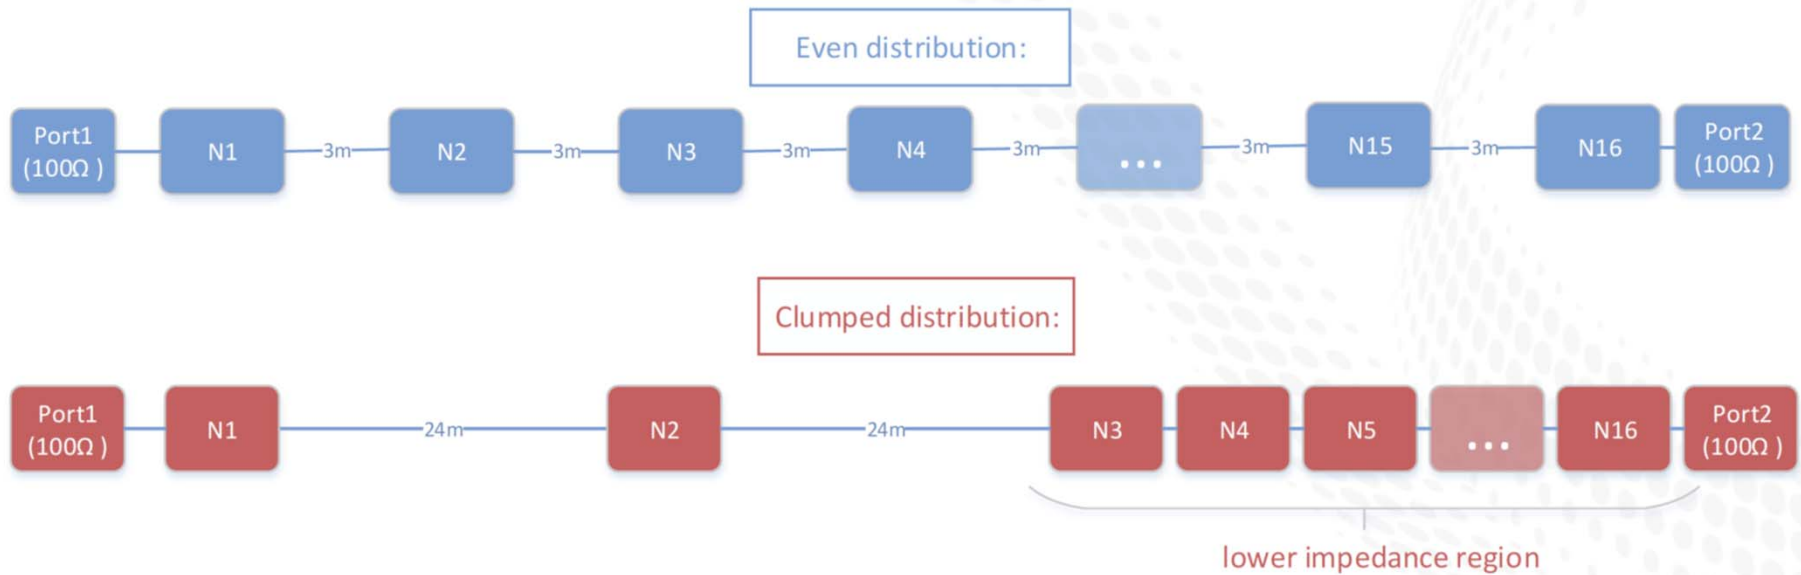 Even distribution:
Port1
(100Ω )
N1
3m
N2
3m
N3
3m
N4
3m
...
3m
N15
3m
N16
Port2
(100Ω )
Clumped distribution:
Port1
(100Ω )
N1
24m
N2
24m
N3
N4
N5
...
N16
Port2
(100Ω )
lower impedance region